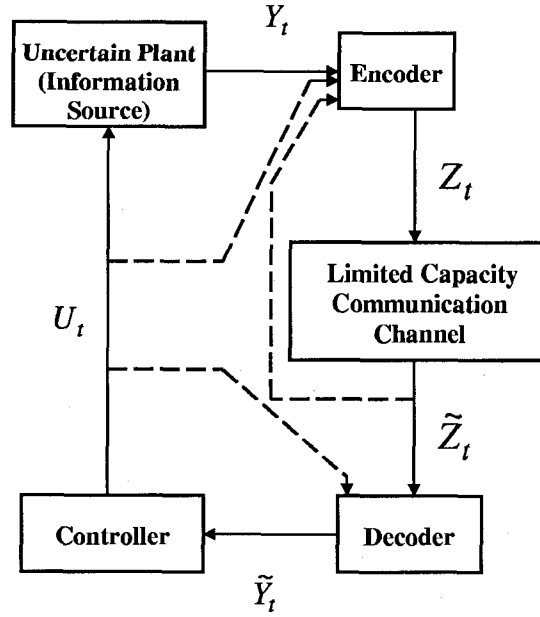 Y_t
Uncertain Plant
(Information
Source)
Encoder
Z_t
Limited Capacity
Communication
Channel
U_t
Z̃_t
Controller
Decoder
Ỹ_t